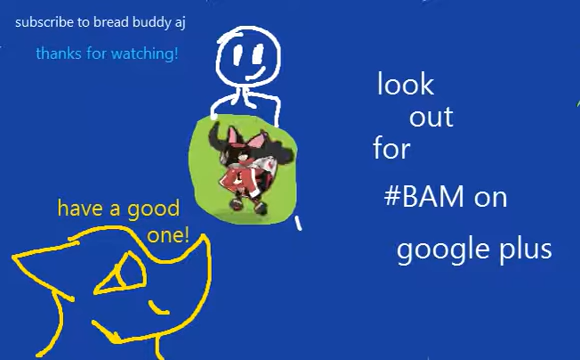 subscribe to bread buddy aj
thanks for watching!
look
out
for
#BAM on
google plus
have a good
one!